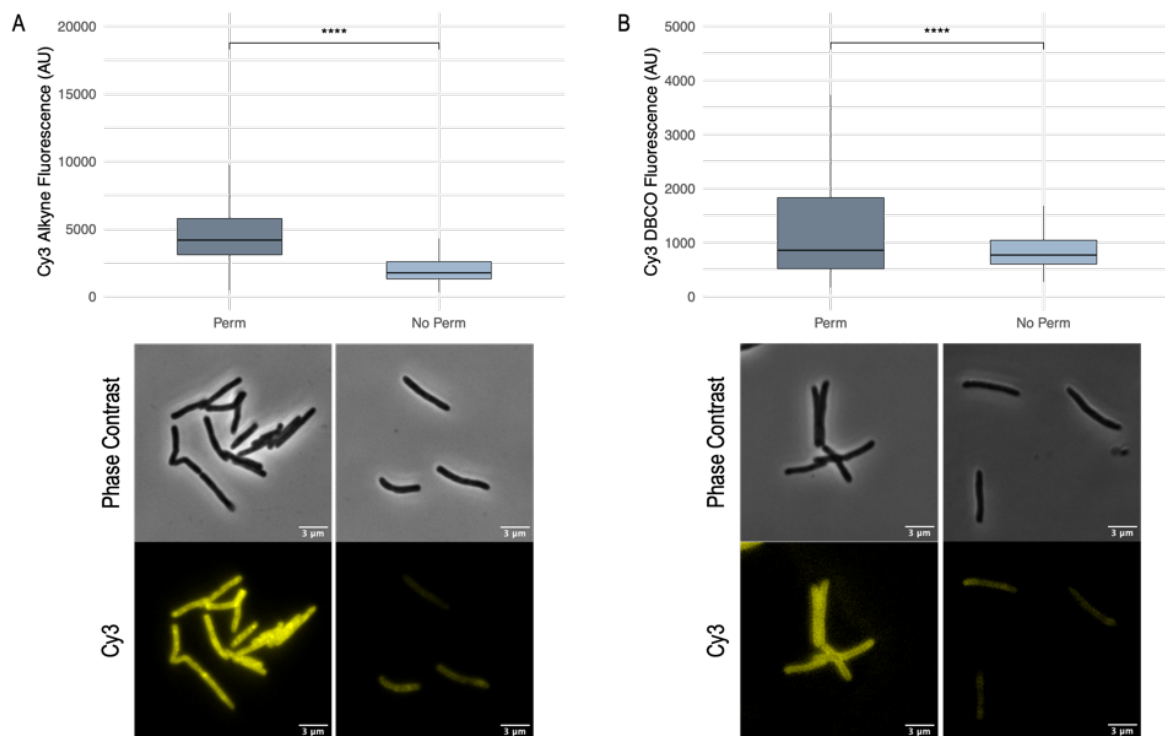 A
Cy3 Alkyne Fluorescence (AU)
20000
15000
10000
5000
0
****
Perm
No Perm
Phase Contrast
3 µm
3 µm
Cy3
3 µm
3 µm
B
Cy3 DBCO Fluorescence (AU)
5000
4000
3000
2000
1000
0
****
Perm
No Perm
Phase Contrast
3 µm
3 µm
Cy3
3 µm
3 µm